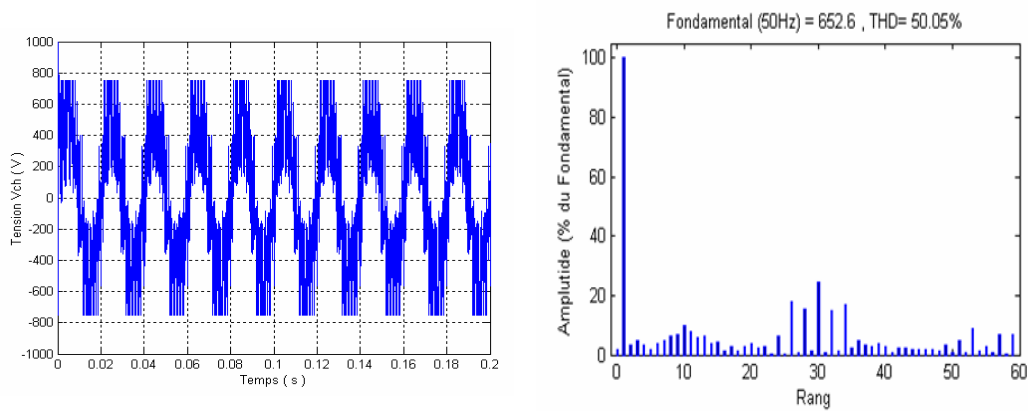 1000
800
600
400
200
0
-200
-400
-600
-800
-1000
Tension Vch ( V )
0 0.02 0.04 0.06 0.08 0.1 0.12 0.14 0.16 0.18 0.2
Temps ( s )
Fondamental (50Hz) = 652.6 , THD= 50.05%
100
80
60
40
20
0
Amplutide (% du Fondamental)
0 10 20 30 40 50 60
Rang